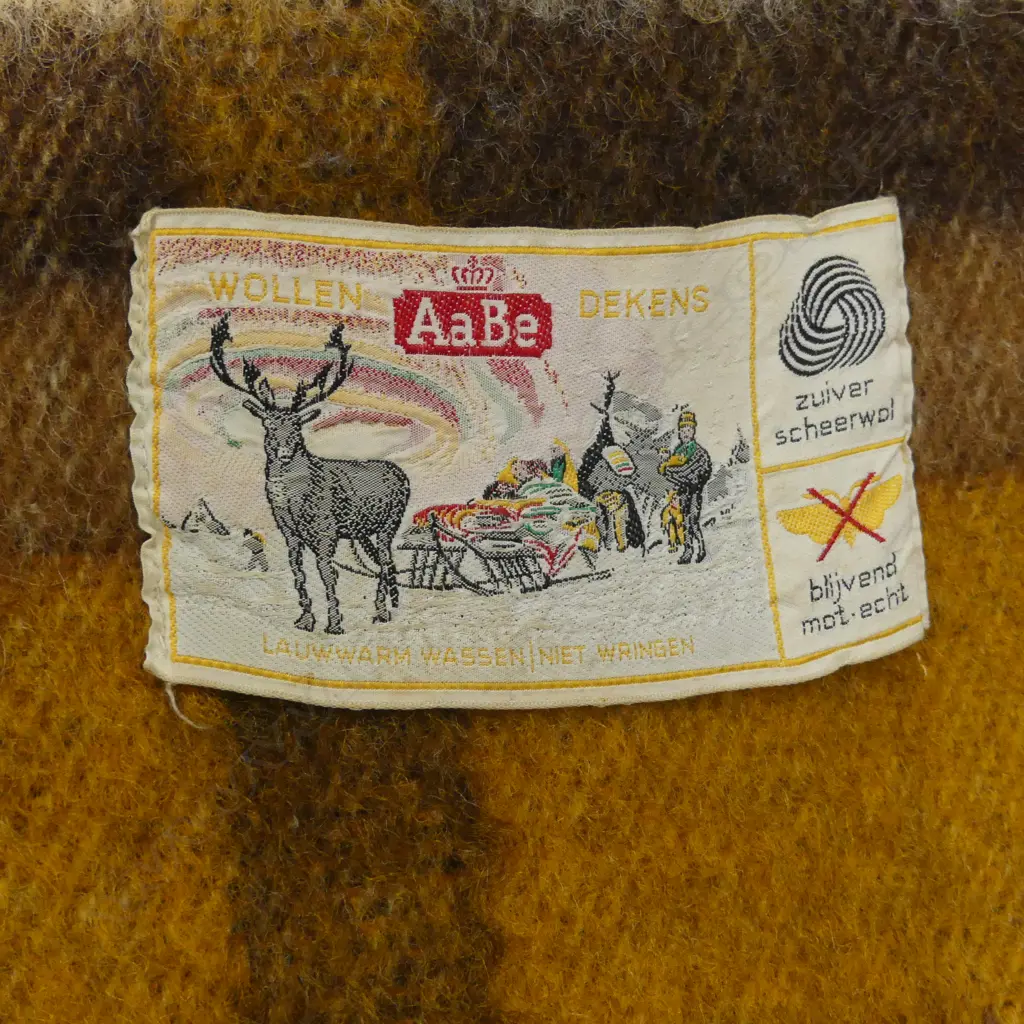 WOLLEN AaBe DEKENS
LAUWWARM WASSEN|NIET WRINGEN
zuiver
scheerwol
blijvend
mot·echt